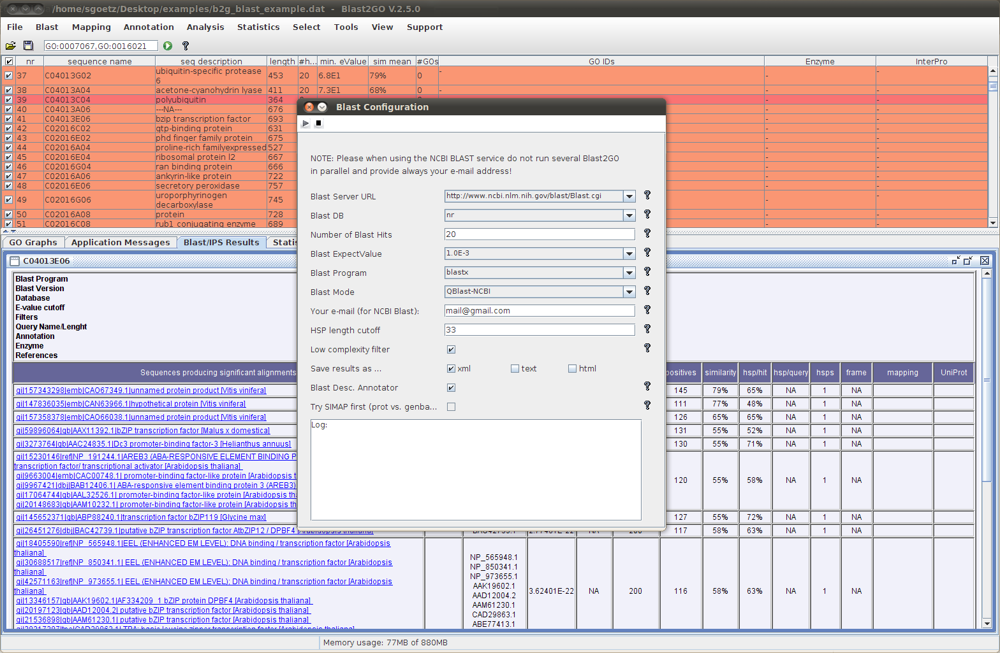 /home/sgoetz/Desktop/examples/b2g_blast_example.dat - Blast2GO V.2.5.0
File Blast Mapping Annotation Analysis Statistics Select Tools View Support
GO:0007067,GO:0016021
nr sequence name seq description length #h... min. eValue sim mean #GOs GO IDs Enzyme InterPro
37 C04013G02 ubiquitin-specific protease 6 453 20 6.8E1 79% 0 - - -
38 C04013A04 acetone-cyanohydrin lyase 411 20 7.3E1 68% 0 - - -
39 C04013C04 polyubiquitin 364 - -
40 C04013A06 ---NA--- 676 - -
41 C04013E06 bzip transcription factor 693 - -
42 C02016C02 gtp-binding protein 631 - -
43 C02016E02 phd finger family protein 675 - -
44 C02016A04 proline-rich familyexpressed 527 - -
45 C02016E04 ribosomal protein l2 667 - -
46 C02016G04 ran binding protein 666 - -
47 C02016A06 ankyrin-like protein 722 - -
48 C02016E06 secretory peroxidase 757 - -
49 C02016G06 uroporphyrinogen decarboxylase 745 - -
50 C02016A08 protein 728 - -
51 C02016C08 rub1 conjugating enzyme 689 - -
Blast Configuration
NOTE: Please when using the NCBI BLAST service do not run several Blast2GO
in parallel and provide always your e-mail address!
Blast Server URL http://www.ncbi.nlm.nih.gov/blast/Blast.cgi
Blast DB nr
Number of Blast Hits 20
Blast ExpectValue 1.0E-3
Blast Program blastx
Blast Mode QBlast-NCBI
Your e-mail (for NCBI Blast): mail@gmail.com
HSP length cutoff 33
Low complexity filter
Save results as ... xml text html
Blast Desc. Annotator
Try SIMAP first (prot vs. genba...
Log:
GO Graphs Application Messages Blast/IPS Results Statis
C04013E06
Blast Program
Blast Version
Database
E-value cutoff
Filters
Query Name/Lenght
Annotation
Enzyme
References
Sequences producing significant alignments positives similarity hsp/hit hsp/query hsps frame mapping UniProt
gi|157343298|emb|CAO67349.1|unnamed protein product [Vitis vinifera] 145 79% 65% NA 1 NA
gi|147836035|emb|CAN63966.1|hypothetical protein [Vitis vinifera] 111 77% 48% NA 1 NA
gi|157358378|emb|CAO66038.1|unnamed protein product [Vitis vinifera] 126 65% 65% NA 1 NA
gi|59896064|gb|AAX11392.1|bZIP transcription factor [Malus x domestica] 131 55% 52% NA 1 NA
gi|3273764|gb|AAC24835.1|Dc3 promoter-binding factor-3 [Helianthus annuus] 130 55% 71% NA 1 NA
gi|15230146|ref|NP_191244.1|AREB3 (ABA-RESPONSIVE ELEMENT BINDING P
transcription factor/ transcriptional activator [Arabidopsis thaliana]
gi|9663004|emb|CAC00748.1| promoter-binding factor-like protein [Arabidopsis t
gi|9967421|dbj|BAB12406.1| ABA-responsive element binding protein 3 (AREB3) 120 55% 58% NA 1 NA
gi|17064744|gb|AAL32526.1| promoter-binding factor-like protein [Arabidopsis tha
gi|20148683|gb|AAM10232.1| promoter-binding factor-like protein [Arabidopsis tha
gi|145652371|gb|ABP88240.1|transcription factor bZIP119 [Glycine max] 127 55% 72% NA 1 NA
gi|26451276|dbj|BAC42739.1|putative bZIP transcription factor AtbZIP12 / DPBF4 [Arabidopsis thaliana] BAC42739.1 2.77461E-22 NA 200 117 58% 63% NA 1 NA
gi|18405590|ref|NP_565948.1|EEL (ENHANCED EM LEVEL); DNA binding / transcription factor [Arabidopsis
thaliana]
gi|30688517|ref|NP_850341.1| EEL (ENHANCED EM LEVEL); DNA binding / transcription factor [Arabidopsis
thaliana]
gi|42571163|ref|NP_973655.1| EEL (ENHANCED EM LEVEL); DNA binding / transcription factor [Arabidopsis
thaliana]
gi|13346157|gb|AAK19602.1|AF334209_1 bZIP protein DPBF4 [Arabidopsis thaliana]
gi|20197123|gb|AAD12004.2| putative bZIP transcription factor [Arabidopsis thaliana]
gi|21536898|gb|AAM61230.1| putative bZIP transcription factor [Arabidopsis thaliana]
NP_565948.1
NP_850341.1
NP_973655.1
AAK19602.1
AAD12004.2
AAM61230.1
CAD29863.1
ABE77413.1
3.62401E-22 NA 200 116 58% 63% NA 1 NA
Memory usage: 77MB of 880MB